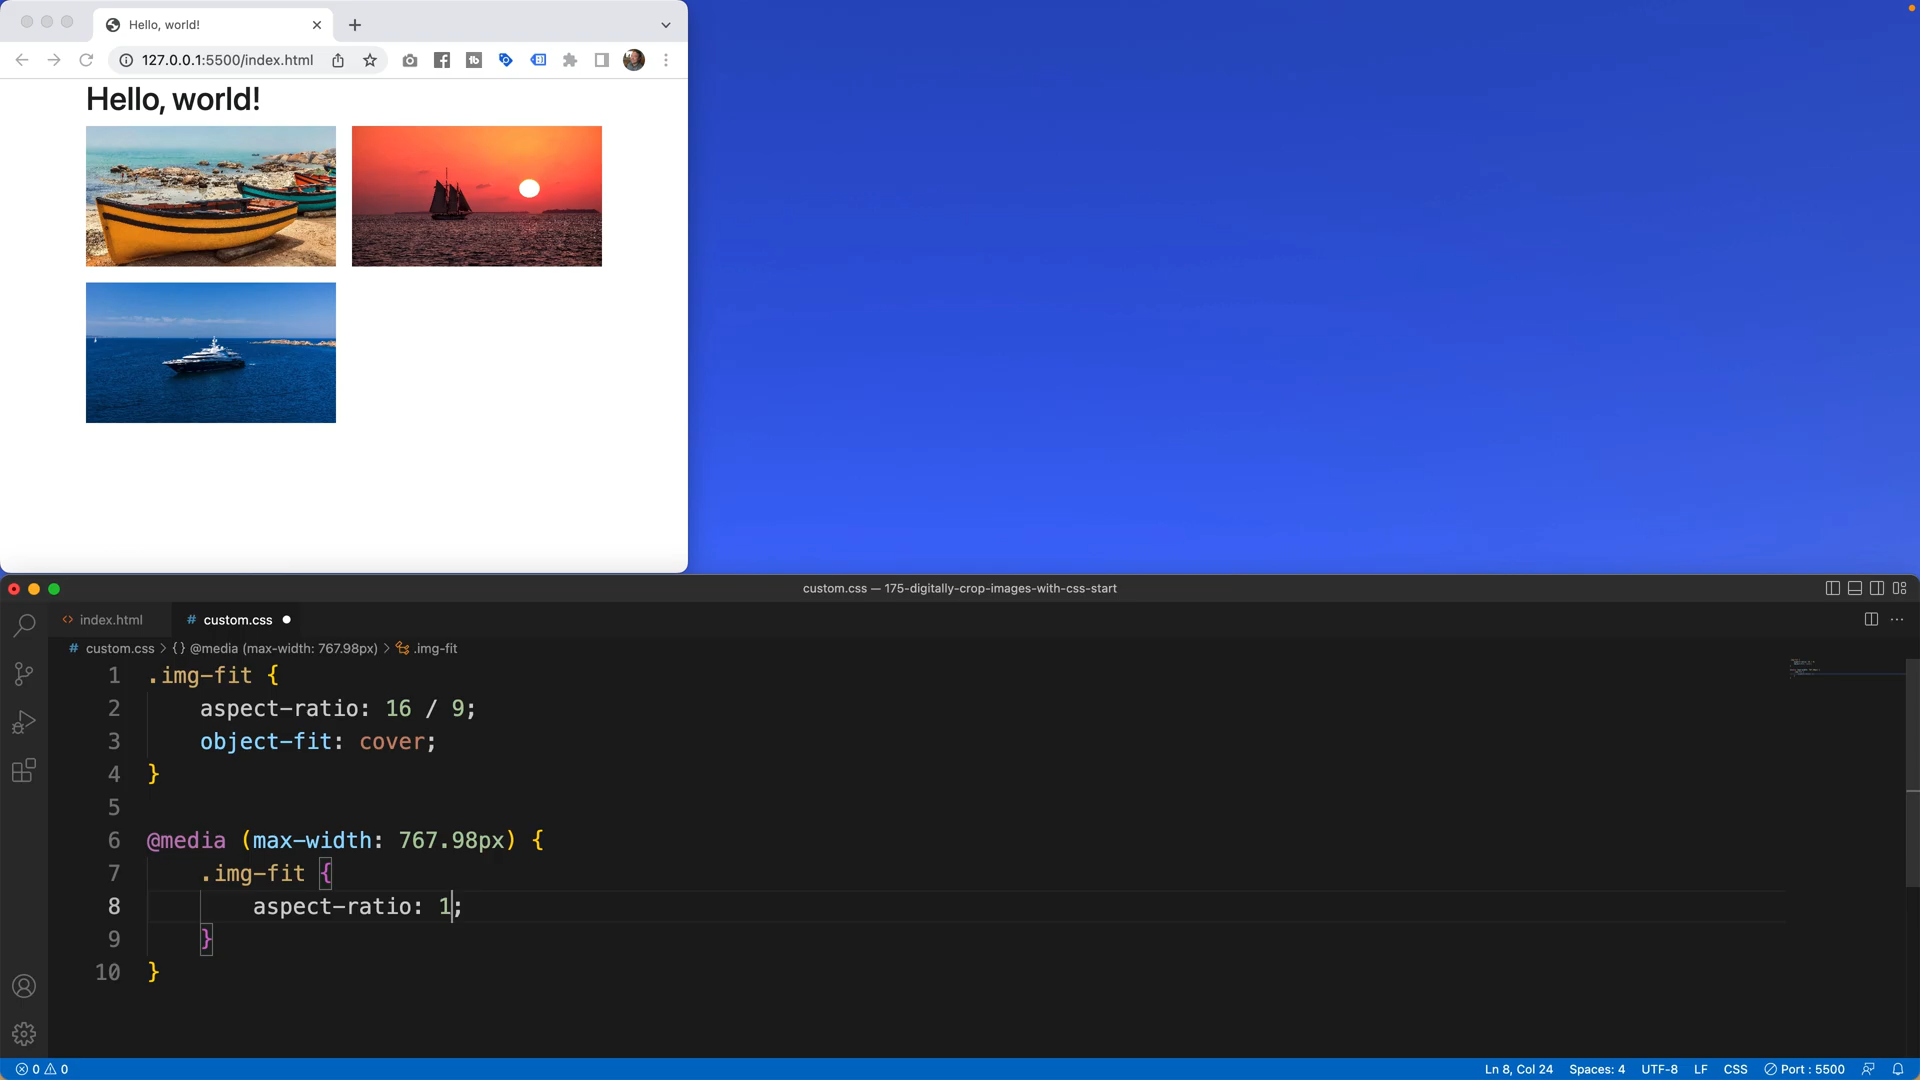 Hello, world!
127.0.0.1:5500/index.html
Hello, world!
custom.css — 175-digitally-crop-images-with-css-start
<> index.html
# custom.css
# custom.css > {} @media (max-width: 767.98px) > .img-fit
1 .img-fit {
2 aspect-ratio: 16 / 9;
3 object-fit: cover;
4 }
5
6 @media (max-width: 767.98px) {
7 .img-fit {
8 aspect-ratio: 1;
9 }
10 }
0 0
Ln 8, Col 24 Spaces: 4 UTF-8 LF CSS Port : 5500